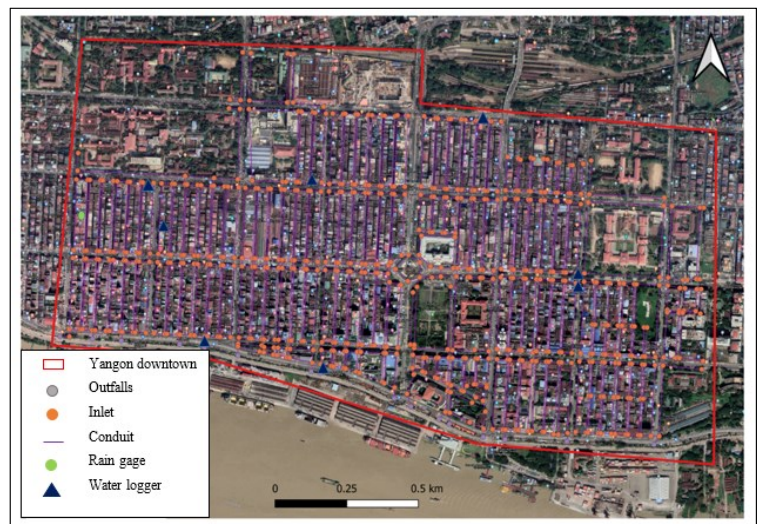 Yangon downtown
Outfalls
Inlet
Conduit
Rain gage
Water logger
0 0.25 0.5 km